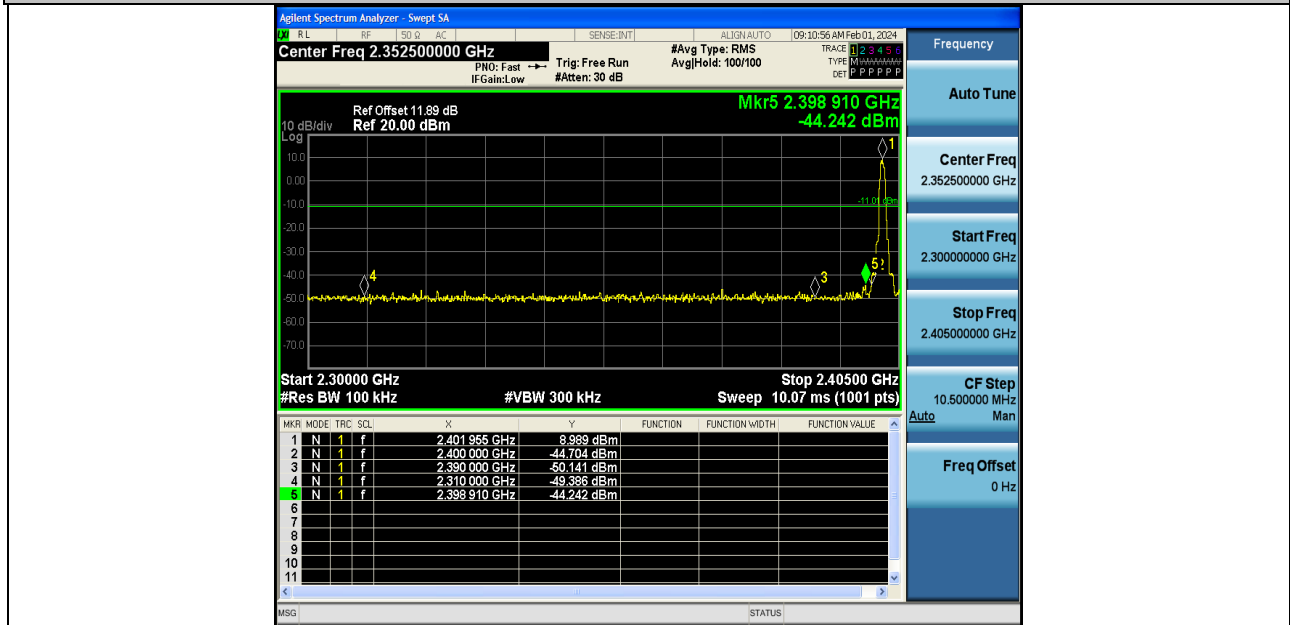 Agilent Spectrum Analyzer - Swept SA
LXI RL RF 50 Ω AC SENSE:INT ALIGN AUTO 09:10:56 AM Feb 01, 2024
Center Freq 2.352500000 GHz
PNO: Fast
IFGain:Low
Trig: Free Run
#Atten: 30 dB
#Avg Type: RMS
Avg|Hold: 100/100
TRACE 1 2 3 4 5 6
TYPE M W W W W W
DET P P P P P P
Mkr5 2.398 910 GHz
-44.242 dBm
Ref Offset 11.89 dB
10 dB/div Ref 20.00 dBm
Log
10.0
0.00
-10.0
-20.0
-30.0
-40.0
-50.0
-60.0
-70.0
1
-11.01 dBm
5 2
3
4
Start 2.30000 GHz Stop 2.40500 GHz
#Res BW 100 kHz #VBW 300 kHz Sweep 10.07 ms (1001 pts)
MKR MODE TRC SCL X Y FUNCTION FUNCTION WIDTH FUNCTION VALUE
1 N 1 f 2.401 955 GHz 8.989 dBm
2 N 1 f 2.400 000 GHz -44.704 dBm
3 N 1 f 2.390 000 GHz -50.141 dBm
4 N 1 f 2.310 000 GHz -49.386 dBm
5 N 1 f 2.398 910 GHz -44.242 dBm
6
7
8
9
10
11
MSG STATUS
Frequency
Auto Tune
Center Freq
2.352500000 GHz
Start Freq
2.300000000 GHz
Stop Freq
2.405000000 GHz
CF Step
10.500000 MHz
Auto Man
Freq Offset
0 Hz